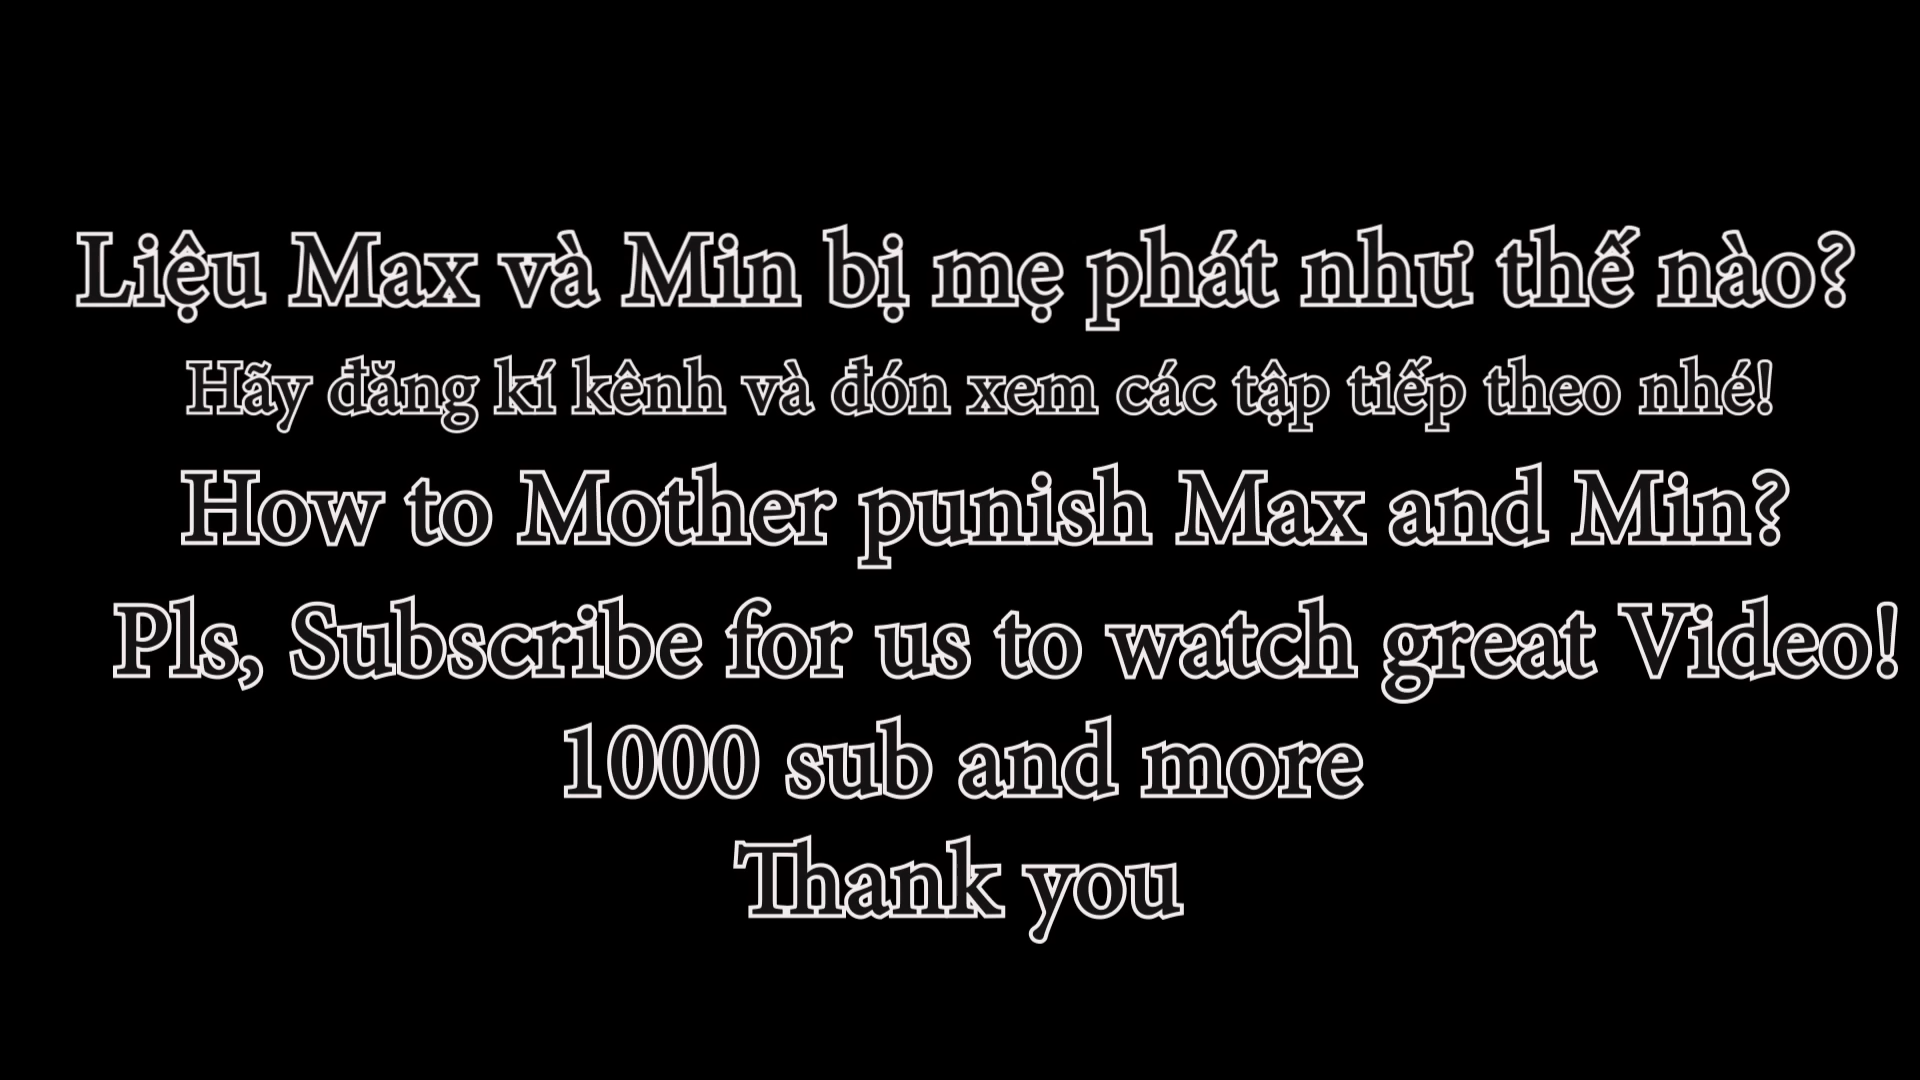 Liệu Max và Min bị mẹ phát như thế nào?
Hãy đăng kí kênh và đón xem các tập tiếp theo nhé!
How to Mother punish Max and Min?
Pls, Subscribe for us to watch great Video!
1000 sub and more
Thank you